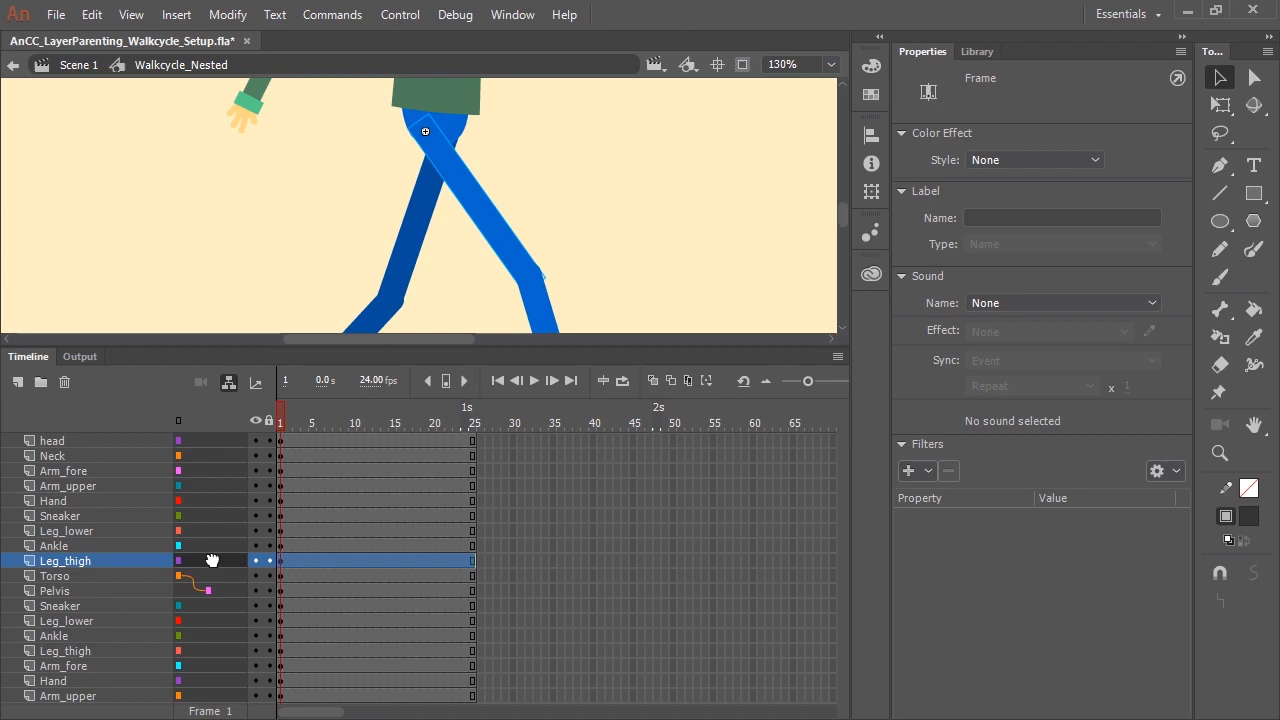 An File Edit View Insert Modify Text Commands Control Debug Window Help Essentials
AnCC_LayerParenting_Walkcycle_Setup.fla* ×
Scene 1 Walkcycle_Nested 130%
Properties Library To...
Frame
Color Effect
Style: None
Label
Name:
Type: Name
Sound
Name: None
Effect: None
Sync: Event
Repeat x 1
No sound selected
Filters
Property Value
Timeline Output
1 0.0 s 24.00 fps
1s 2s
1 5 10 15 20 25 30 35 40 45 50 55 60 65
head
Neck
Arm_fore
Arm_upper
Hand
Sneaker
Leg_lower
Ankle
Leg_thigh
Torso
Pelvis
Sneaker
Leg_lower
Ankle
Leg_thigh
Arm_fore
Hand
Arm_upper
Frame 1